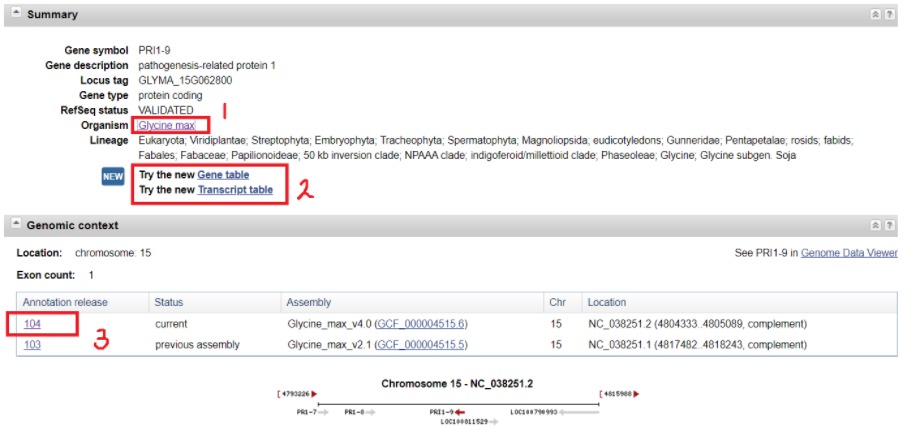 Summary
Gene symbol PRI1-9
Gene description pathogenesis-related protein 1
Locus tag GLYMA_15G062800
Gene type protein coding
RefSeq status VALIDATED
1
Organism Glycine max
Lineage Eukaryota; Viridiplantae; Streptophyta; Embryophyta; Tracheophyta; Spermatophyta; Magnoliopsida; eudicotyledons; Gunneridae; Pentapetalae; rosids; fabids;
Fabales; Fabaceae; Papilionoideae; 50 kb inversion clade; NPAAA clade; indigoferoid/millettioid clade; Phaseoleae; Glycine; Glycine subgen. Soja
NEW Try the new Gene table
Try the new Transcript table
2
Genomic context
Location: chromosome: 15 See PRI1-9 in Genome Data Viewer
Exon count: 1
Annotation release Status Assembly Chr Location
104 current Glycine_max_v4.0 (GCF_000004515.6) 15 NC_038251.2 (4804333..4805089, complement)
3
103 previous assembly Glycine_max_v2.1 (GCF_000004515.5) 15 NC_038251.1 (4817482..4818243, complement)
Chromosome 15 - NC_038251.2
[ 4793226 [ 4815988
PR1-7 PR1-8 PRI1-9 LOC100790993
LOC100811529